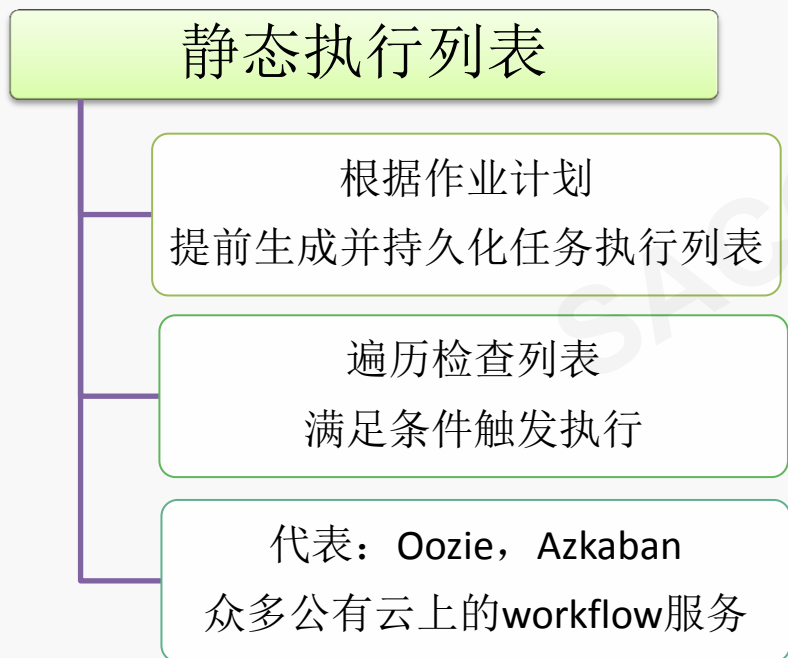 静态执行列表
根据作业计划
提前生成并持久化任务执行列表
遍历检查列表
满足条件触发执行
代表：Oozie，Azkaban
众多公有云上的workflow服务